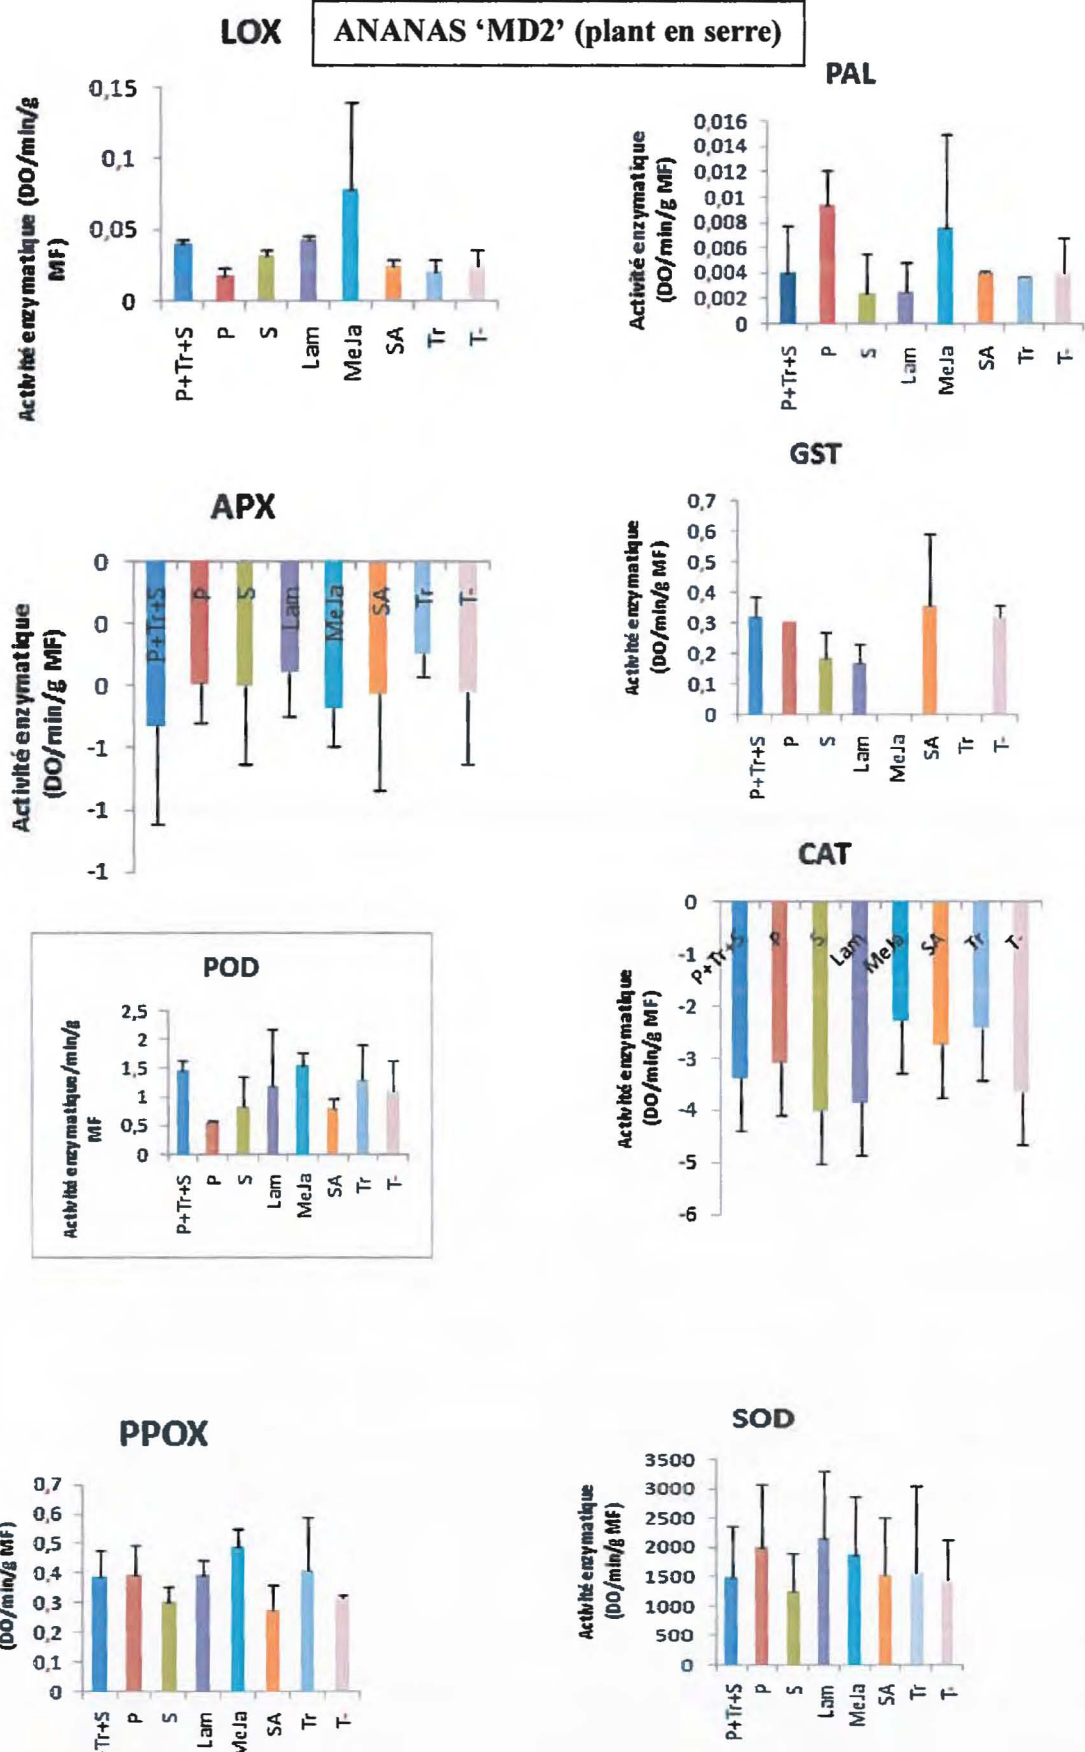 LOX
ANANAS ‘MD2’ (plant en serre)
PAL
Activité enzymatique (DO/min/g
MF)
0,15
0,1
0,05
0
P+Tr+S
P
S
Lam
MeJa
SA
Tr
T-
Activité enzymatique
(DO/min/g MF)
0,016
0,014
0,012
0,01
0,008
0,006
0,004
0,002
0
P+Tr+S
P
S
Lam
MeJa
SA
Tr
T-
APX
Activité enzymatique
(DO/min/g MF)
0
0
0
-1
-1
-1
P+Tr+S
P
S
Lam
MeJa
SA
Tr
T-
GST
Activité enzymatique
(DO/min/g MF)
0,7
0,6
0,5
0,4
0,3
0,2
0,1
0
P+Tr+S
P
S
Lam
MeJa
SA
Tr
T-
POD
Activité enzymatique/min/g
MF
2,5
2
1,5
1
0,5
0
P+Tr+S
P
S
Lam
MeJa
SA
Tr
T-
CAT
Activité enzymatique
(DO/min/g MF)
0
-1
-2
-3
-4
-5
-6
P+Tr+S
P
S
Lam
MeJa
SA
Tr
T-
PPOX
(DO/min/g MF)
0,7
0,6
0,5
0,4
0,3
0,2
0,1
0
Tr+S
P
S
Lam
MeJa
SA
Tr
T-
SOD
Activité enzymatique
(DO/min/g MF)
3500
3000
2500
2000
1500
1000
500
0
P+Tr+S
P
S
Lam
MeJa
SA
Tr
T-